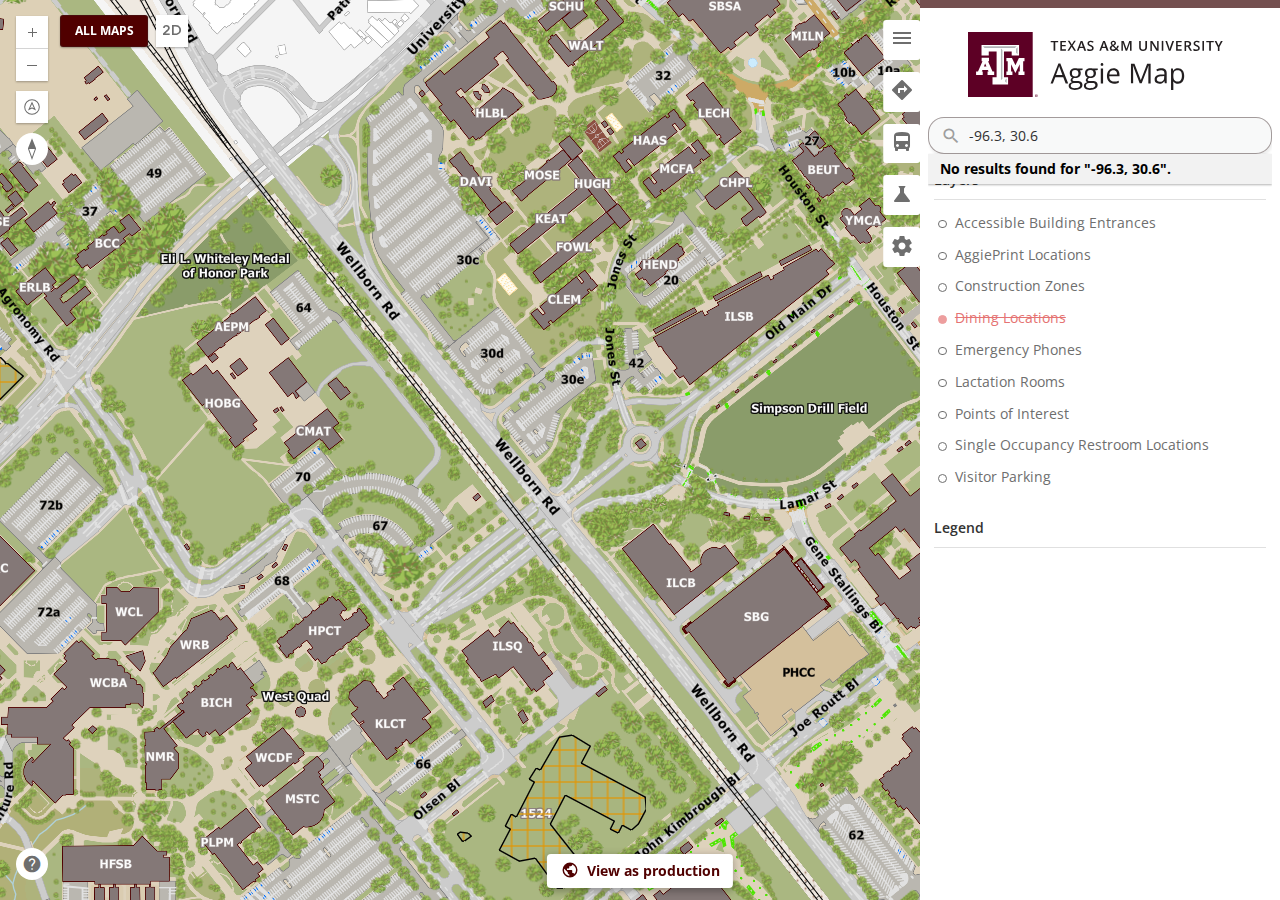 ALL MAPS
2D
TEXAS A&M UNIVERSITY
Aggie Map
-96.3, 30.6
No results found for "-96.3, 30.6".
Layers
Accessible Building Entrances
AggiePrint Locations
Construction Zones
Dining Locations
Emergency Phones
Lactation Rooms
Points of Interest
Single Occupancy Restroom Locations
Visitor Parking
Legend
SCHU
SBSA
WALT
MILN
University
32
10b
10a
HLBL
LECH
HAAS
27
49
MOSE
MCFA
BEUT
DAVI
HUGH
CHPL
Houston St
37
KEAT
YMCA
BCC
FOWL
Eli L. Whiteley Medal
of Honor Park
Wellborn Rd
30c
Jones St
HEND
20
ERLB
CLEM
64
ILSB
Old Main Dr
Houston St
AEPM
Agronomy Rd
30d
Jones St
42
30e
HOBG
Simpson Drill Field
CMAT
Wellborn Rd
70
72b
67
Lamar St
Gene Stallings Bl
68
ILCB
72a
WCL
SBG
HPCT
WRB
ILSQ
PHCC
WCBA
West Quad
BICH
Wellborn Rd
Joe Routt Bl
KLCT
NMR
WCDF
66
MSTC
Olsen Bl
1524
John Kimbrough Bl
62
PLPM
HFSB
View as production